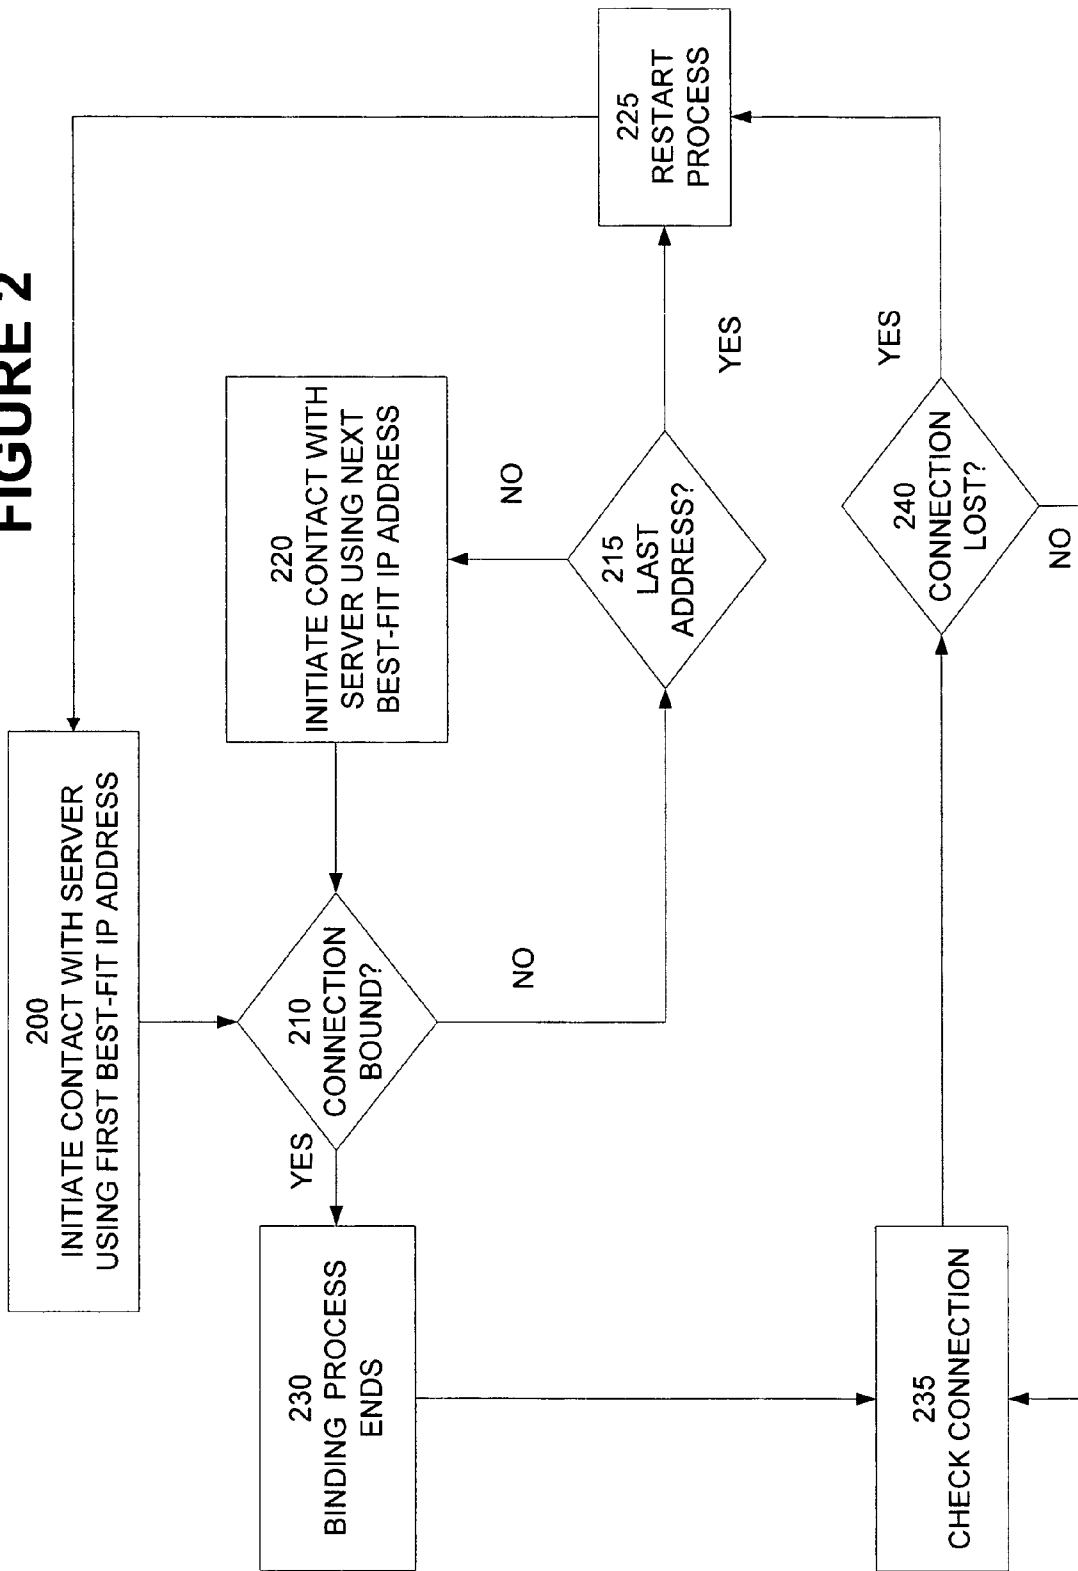 FIGURE 2
200
INITIATE CONTACT WITH SERVER
USING FIRST BEST-FIT IP ADDRESS
210
CONNECTION
BOUND?
YES
NO
220
INITIATE CONTACT WITH
SERVER USING NEXT
BEST-FIT IP ADDRESS
NO
215
LAST
ADDRESS?
YES
225
RESTART
PROCESS
230
BINDING PROCESS
ENDS
235
CHECK CONNECTION
240
CONNECTION
LOST?
YES
NO